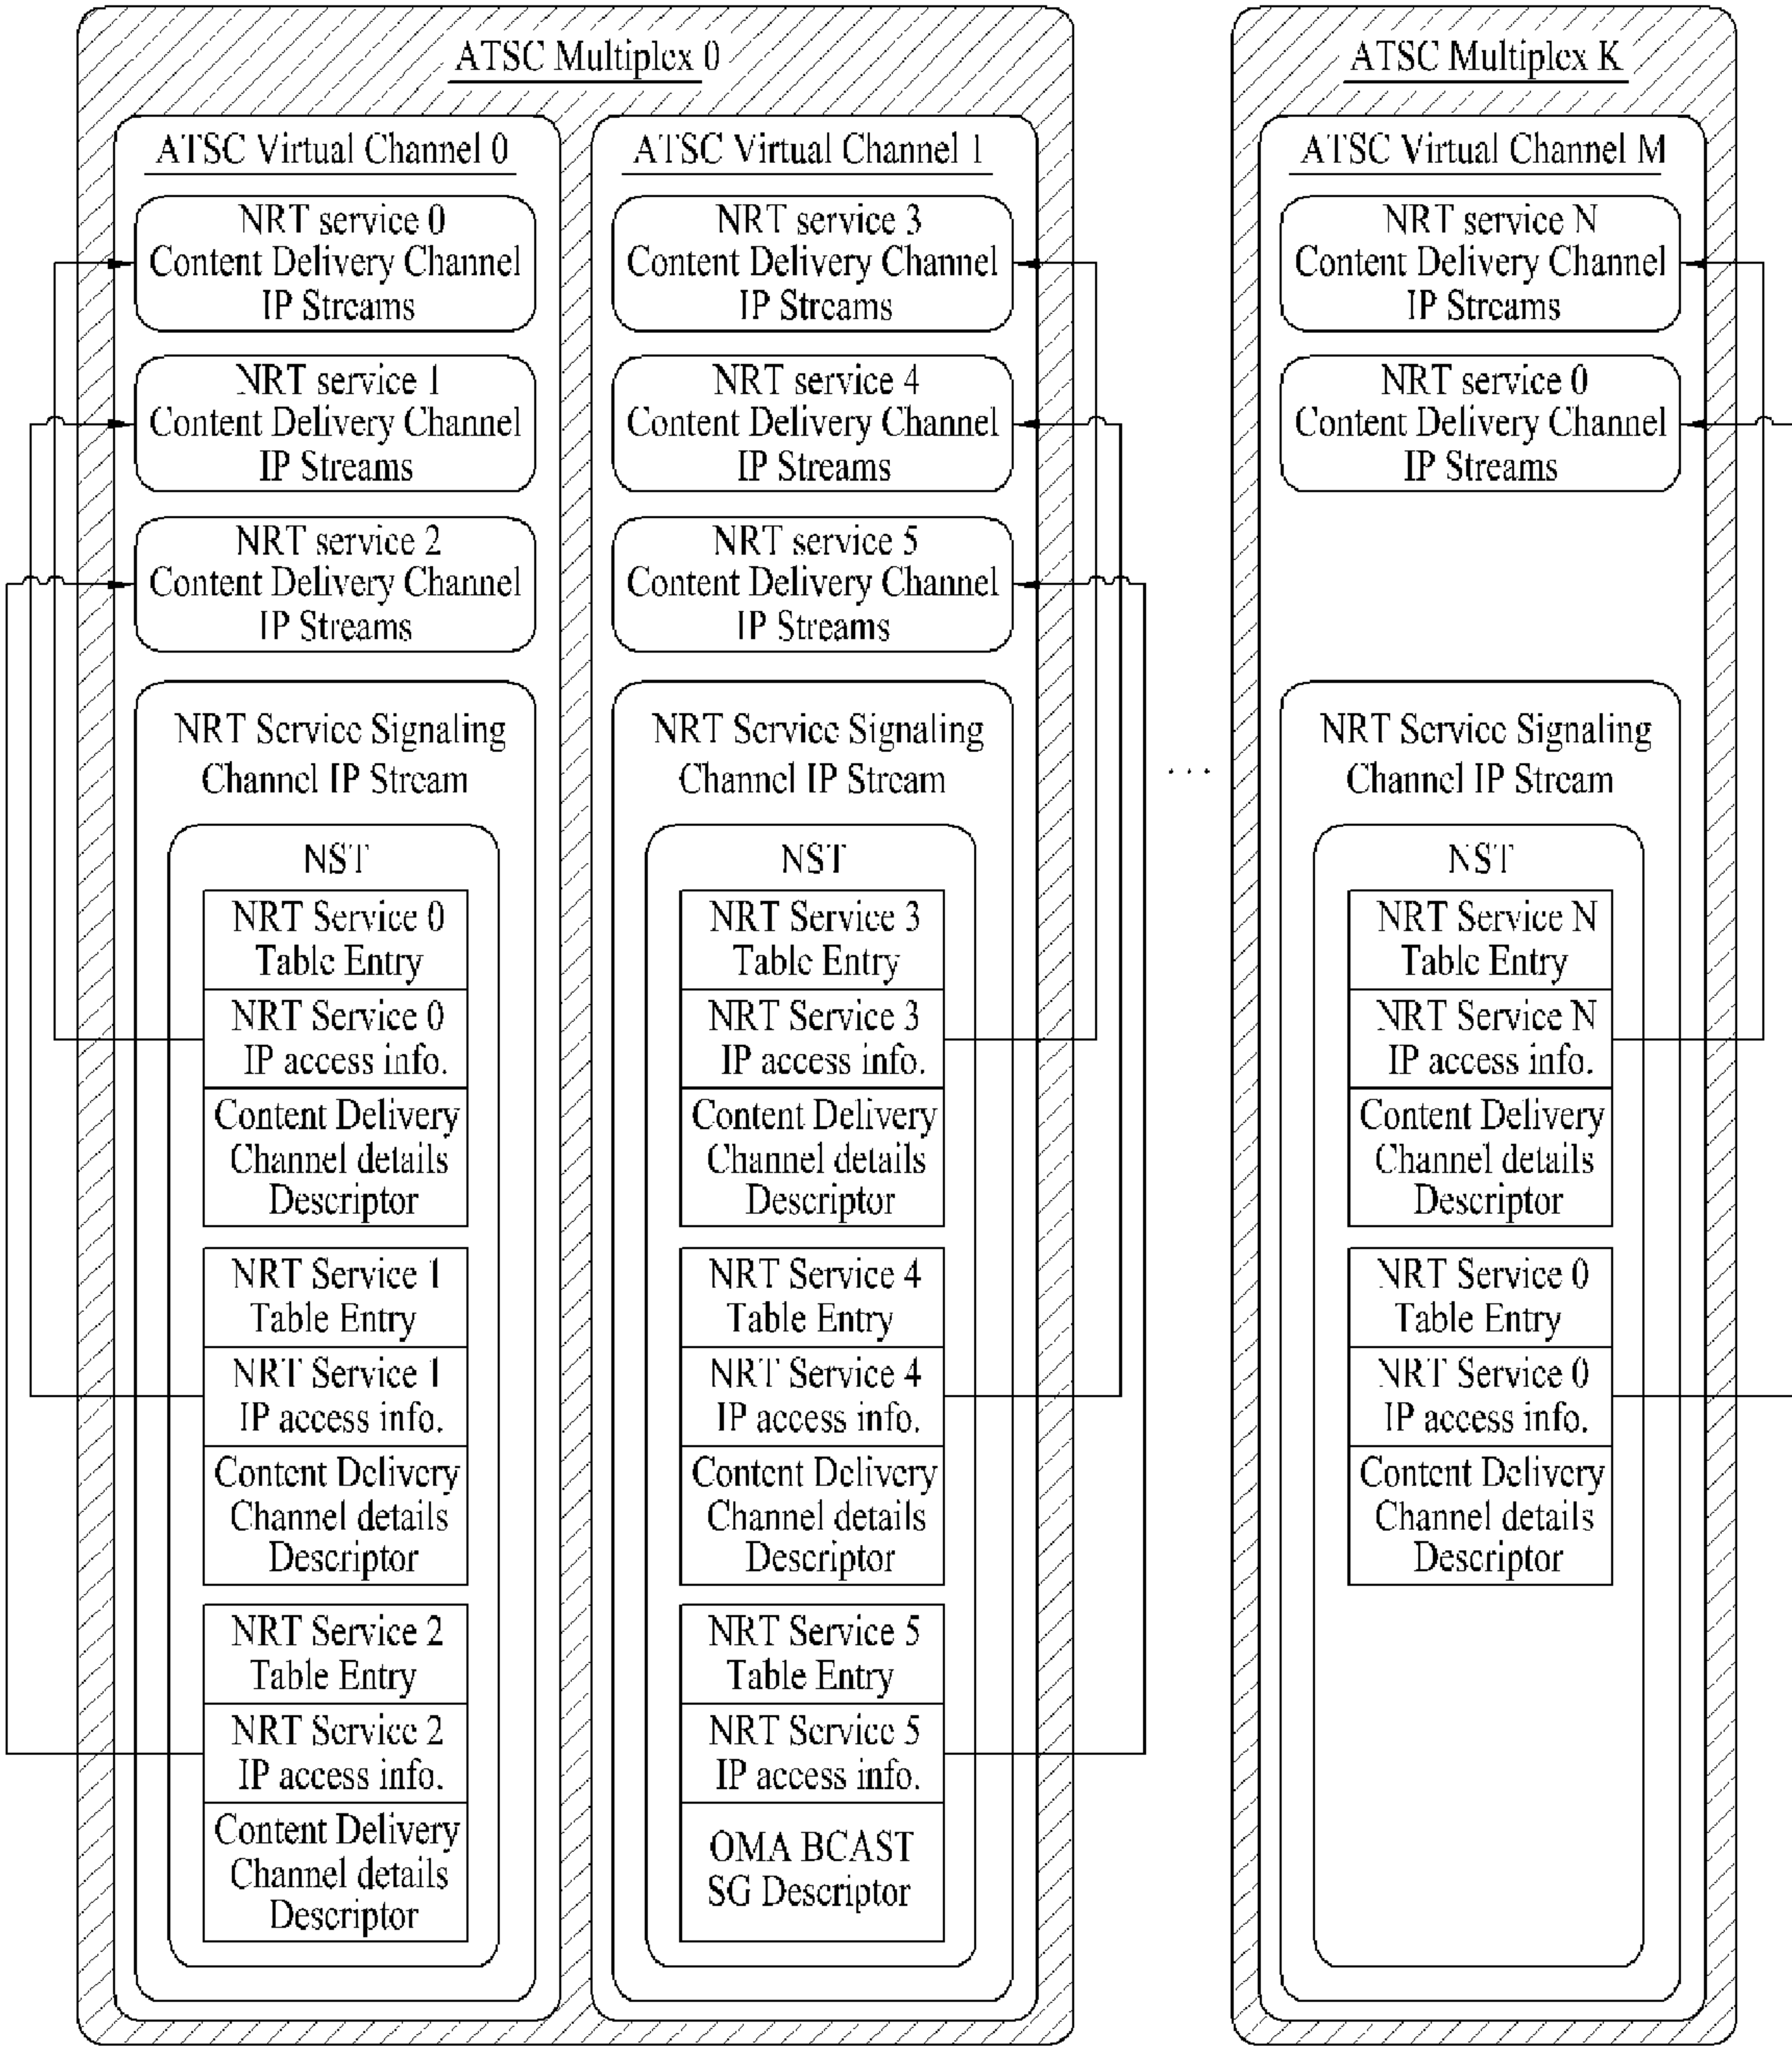 ATSC Multiplex 0
ATSC Virtual Channel 0
NRT service 0
Content Delivery Channel
IP Streams
NRT service 1
Content Delivery Channel
IP Streams
NRT service 2
Content Delivery Channel
IP Streams
NRT Service Signaling
Channel IP Stream
NST
NRT Service 0
Table Entry
NRT Service 0
IP access info.
Content Delivery
Channel details
Descriptor
NRT Service 1
Table Entry
NRT Service 1
IP access info.
Content Delivery
Channel details
Descriptor
NRT Service 2
Table Entry
NRT Service 2
IP access info.
Content Delivery
Channel details
Descriptor
ATSC Virtual Channel 1
NRT service 3
Content Delivery Channel
IP Streams
NRT service 4
Content Delivery Channel
IP Streams
NRT service 5
Content Delivery Channel
IP Streams
NRT Service Signaling
Channel IP Stream
NST
NRT Service 3
Table Entry
NRT Service 3
IP access info.
Content Delivery
Channel details
Descriptor
NRT Service 4
Table Entry
NRT Service 4
IP access info.
Content Delivery
Channel details
Descriptor
NRT Service 5
Table Entry
NRT Service 5
IP access info.
OMA BCAST
SG Descriptor
. . .
ATSC Multiplex K
ATSC Virtual Channel M
NRT service N
Content Delivery Channel
IP Streams
NRT service 0
Content Delivery Channel
IP Streams
NRT Service Signaling
Channel IP Stream
NST
NRT Service N
Table Entry
NRT Service N
IP access info.
Content Delivery
Channel details
Descriptor
NRT Service 0
Table Entry
NRT Service 0
IP access info.
Content Delivery
Channel details
Descriptor